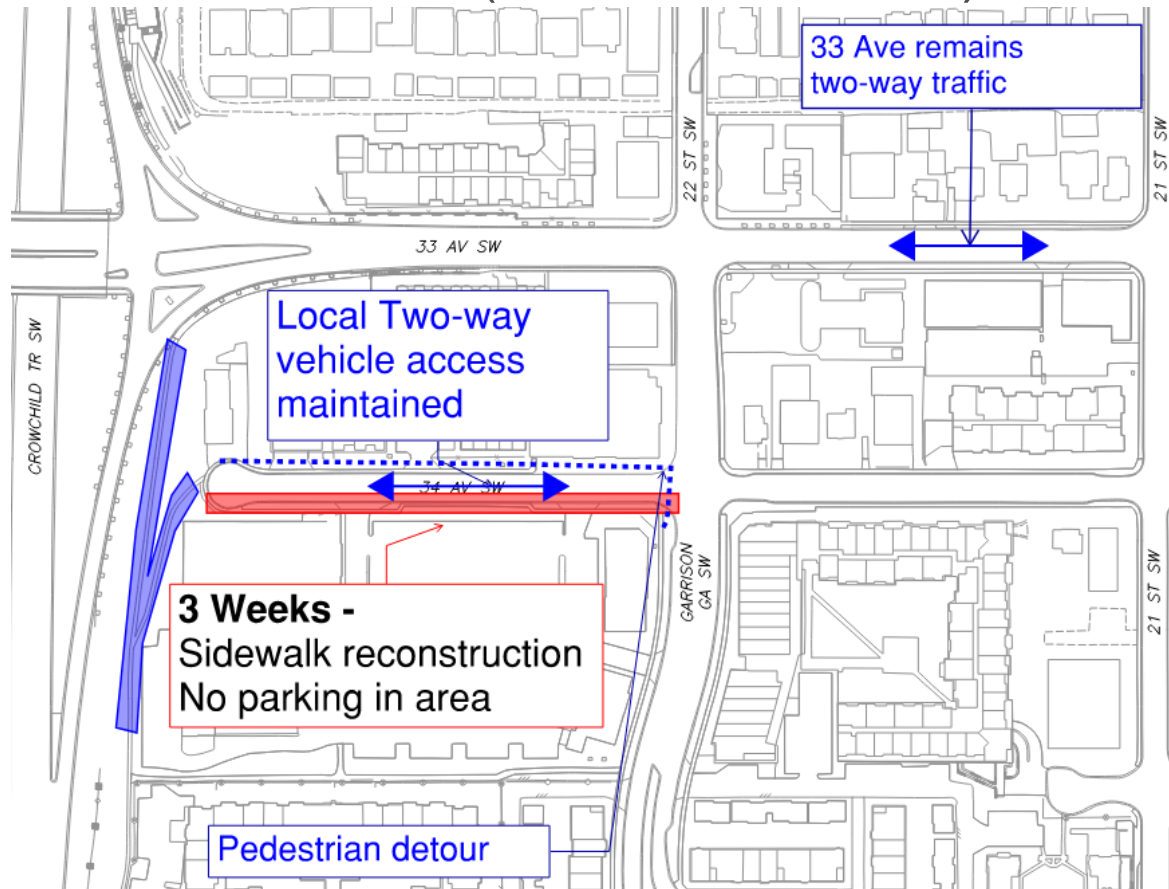 33 Ave remains
two-way traffic
22 ST SW
21 ST SW
33 AV SW
Local Two-way
vehicle access
maintained
CROWCHILD TR SW
34 AV SW
GARRISON
GA SW
21 ST SW
3 Weeks -
Sidewalk reconstruction
No parking in area
Pedestrian detour